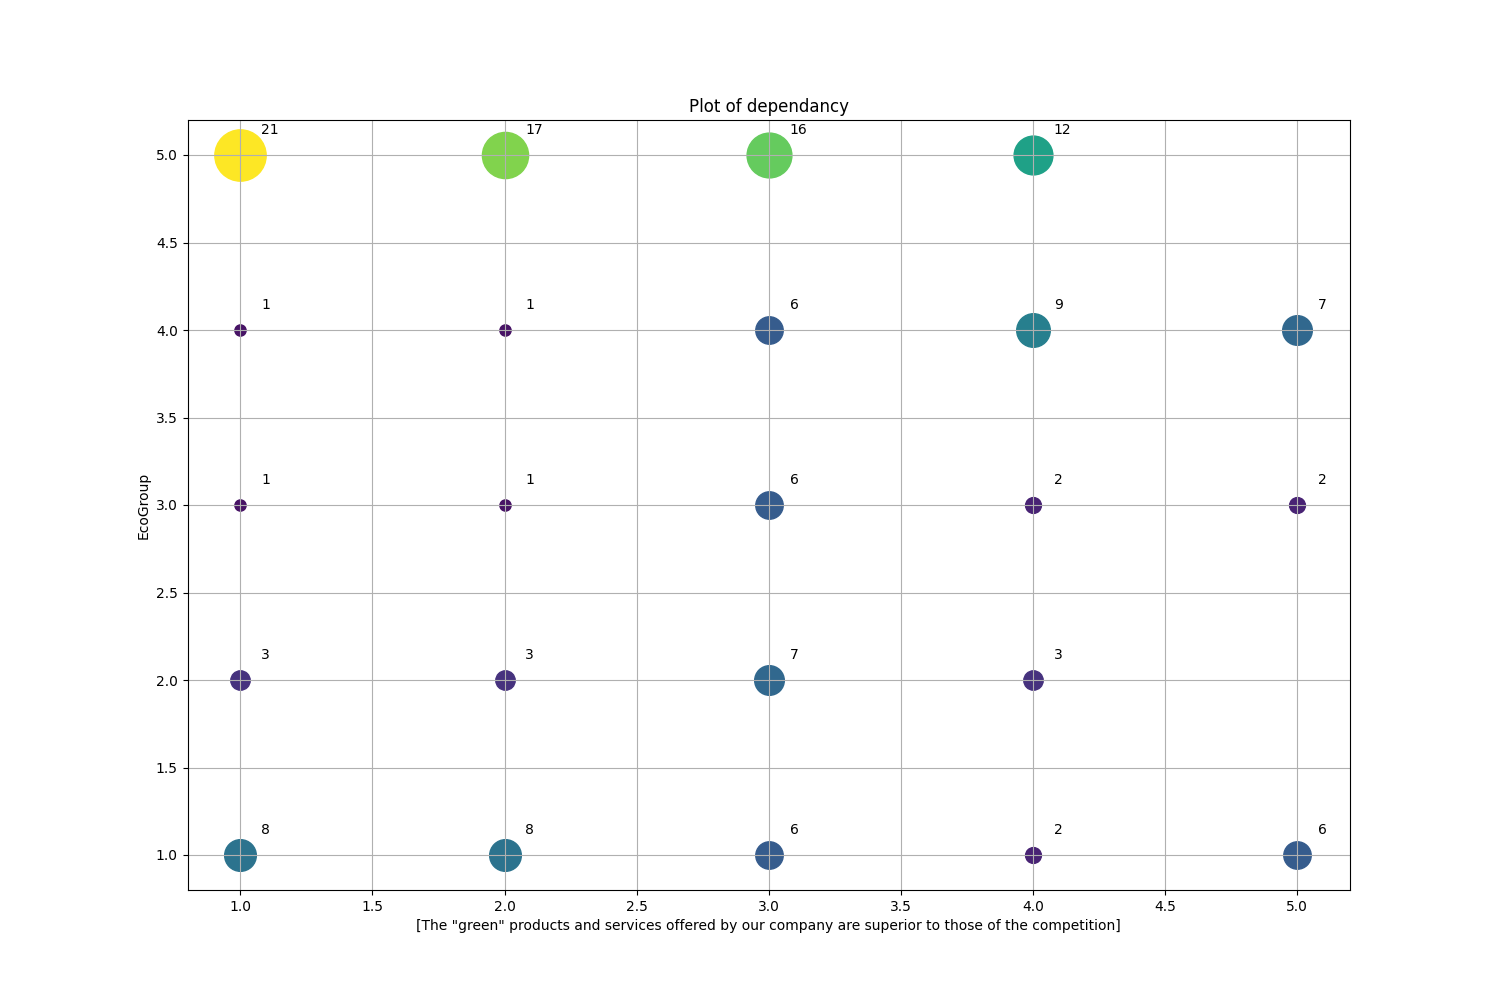 Plot of dependancy
21 17 16 12
5.0
4.5
1 1 6 9 7
4.0
3.5
1 1 6 2 2
3.0
EcoGroup
2.5
3 3 7 3
2.0
1.5
8 8 6 2 6
1.0
1.0 1.5 2.0 2.5 3.0 3.5 4.0 4.5 5.0
[The "green" products and services offered by our company are superior to those of the competition]